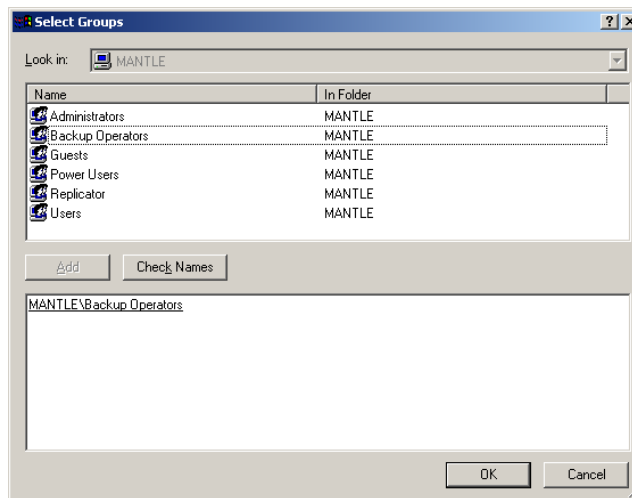 Select Groups
Look in: MANTLE
Name In Folder
Administrators MANTLE
Backup Operators MANTLE
Guests MANTLE
Power Users MANTLE
Replicator MANTLE
Users MANTLE
Add Check Names
MANTLE\Backup Operators
OK Cancel